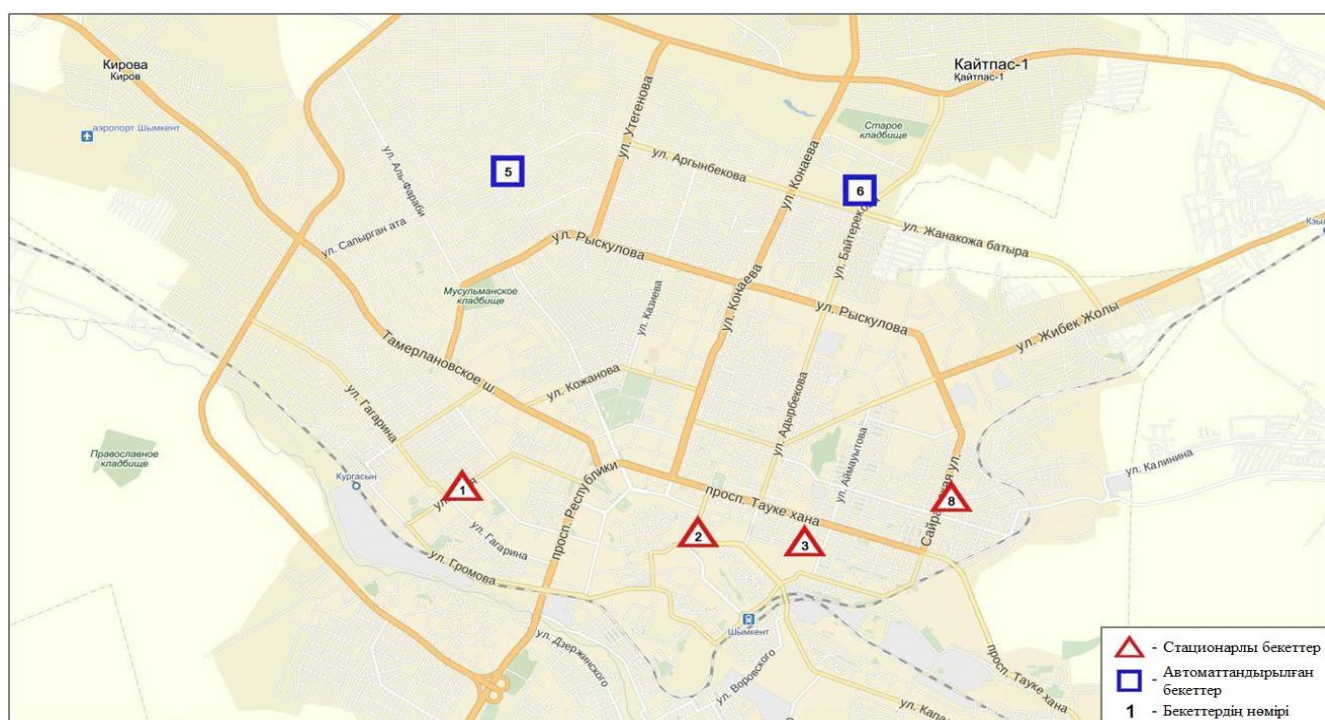 Кирова
Киров
Кайтпас-1
Қайтпас-1
аэропорт Шымкент
ул. Утегенова
Старое
кладбище
ул. Аль-Фараби
ул. Аргынбекова
ул. Конаева
5
6
ул. Сапырган ата
ул. Байтерекова
ул. Жанакожа батыра
ул. Рыскулова
Мусульманское
кладбище
ул. Казиева
ул. Конаева
ул. Рыскулова
ул. Жибек Жолы
Тамерлановское ш.
ул. Кожанова
ул. Гагарина
ул. Адырбекова
ул. Аймаутова
Православное
кладбище
Кургасын
ул. Калинина
1
просп. Республики
просп. Тауке хана
8
2
3
ул. Гагарина
ул. Громова
Шымкент
ул. Дзержинского
ул. Воровского
просп. Тауке хана
- Стационарлы бекеттер
- Автоматтандырылған
бекеттер
1 - Бекеттердің нөмірі